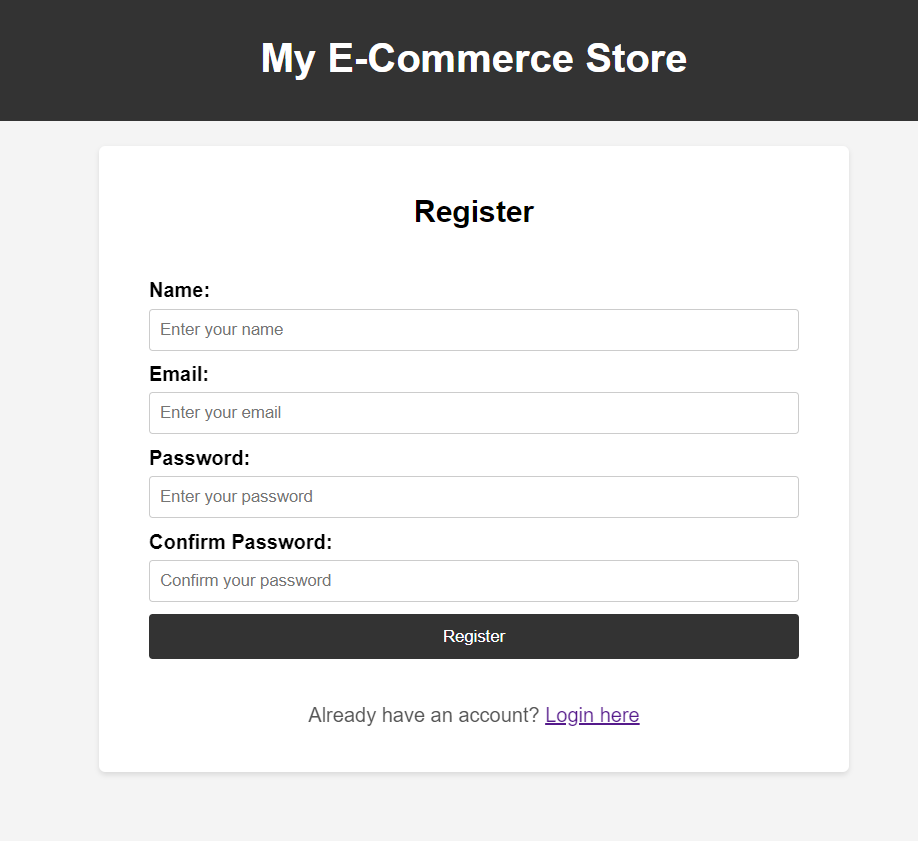 My E-Commerce Store
Register
Name:
Enter your name
Email:
Enter your email
Password:
Enter your password
Confirm Password:
Confirm your password
Register
Already have an account? Login here